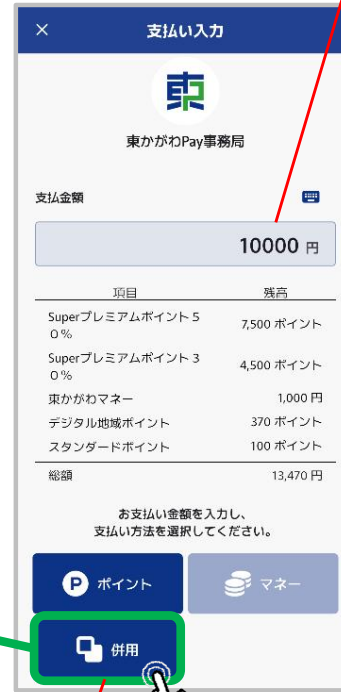 × 支払い入力
東
東かがわPay事務局
支払金額
10000 円
項目 残高
Superプレミアムポイント5 7,500 ポイント
0%
Superプレミアムポイント3 4,500 ポイント
0%
東かがわマネー 1,000 円
デジタル地域ポイント 370 ポイント
スタンダードポイント 100 ポイント
総額 13,470 円
お支払い金額を入力し、
支払い方法を選択してください。
P ポイント マネー
併用